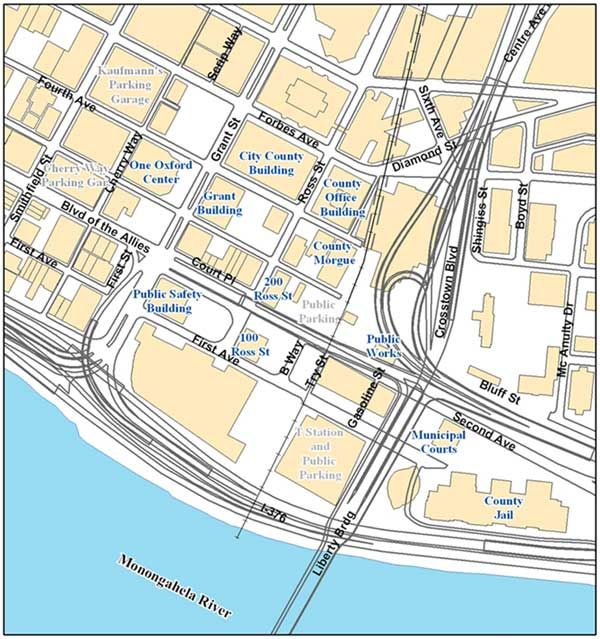 Centre Ave
Scrip Way
Kaufmann's
Parking
Garage
Fourth Ave
Sixth Ave
Forbes Ave
Grant St
Diamond St
City County
Building
Cherry Way
One Oxford
Center
Cherry Way
Parking Gar
Smithfield St
Ross St
County
Office
Building
Grant
Building
Shingiss St
Boyd St
Blvd of the Allies
First Ave
First St
County
Morgue
Court Pl
Crosstown Blvd
200
Ross St
Public Safety
Building
Public
Parking
Mc Anulty Dr
100
Ross St
First Ave
B Way
Try St
Public
Works
Gasoline St
Bluff St
Second Ave
T Station
and
Public
Parking
Municipal
Courts
County
Jail
I-376
Liberty Brdg
Monongahela River